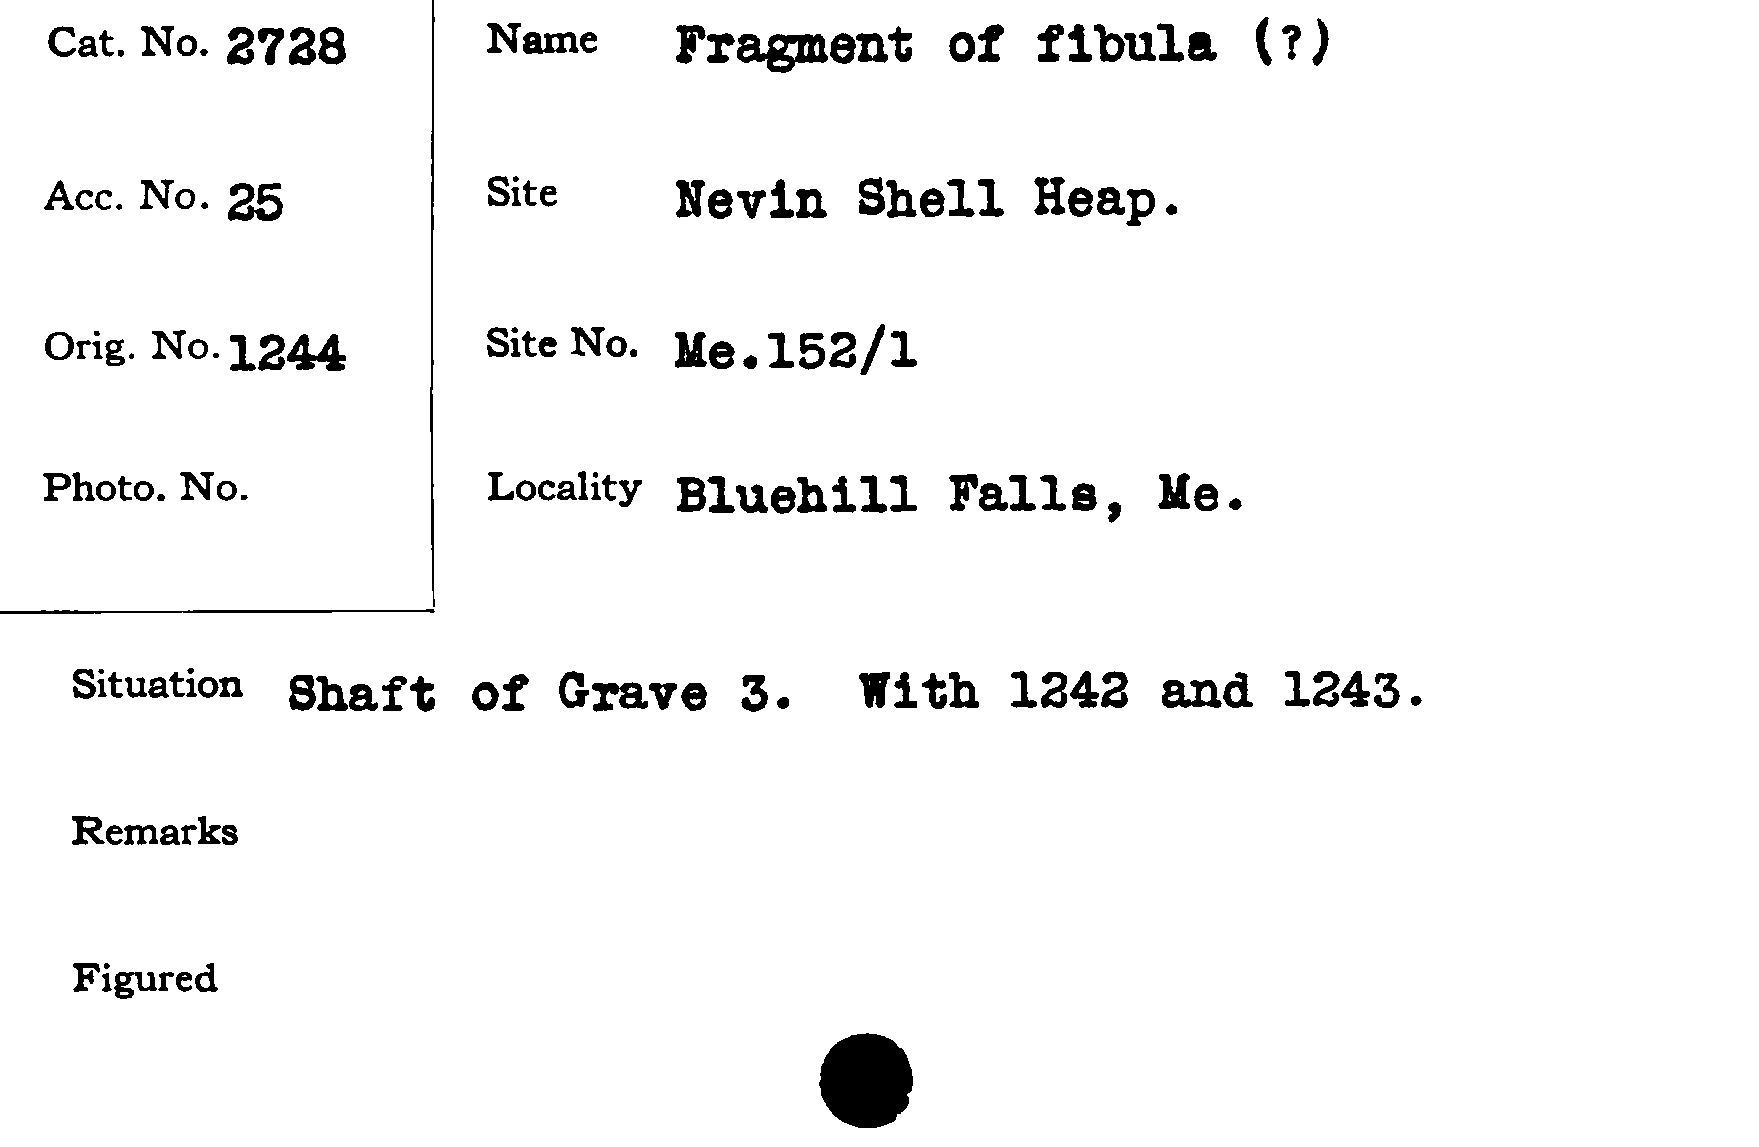 Cat. No. 2728
Name Fragment of fibula (?)
Acc. No. 25
Site Nevin Shell Heap.
Orig. No. 1244
Site No. Me.152/1
Photo. No.
Locality Bluehill Falls, Me.
Situation Shaft of Grave 3. With 1242 and 1243.
Remarks
Figured